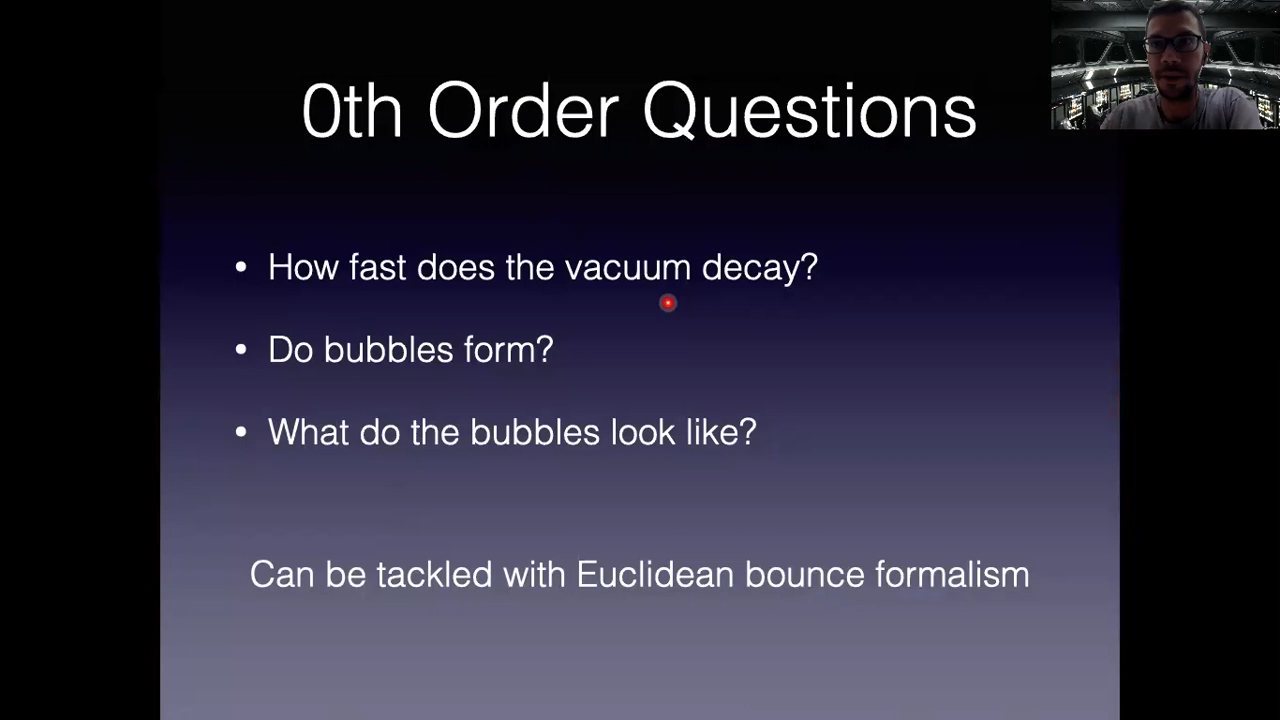 0th Order Questions
• How fast does the vacuum decay?
• Do bubbles form?
• What do the bubbles look like?
Can be tackled with Euclidean bounce formalism